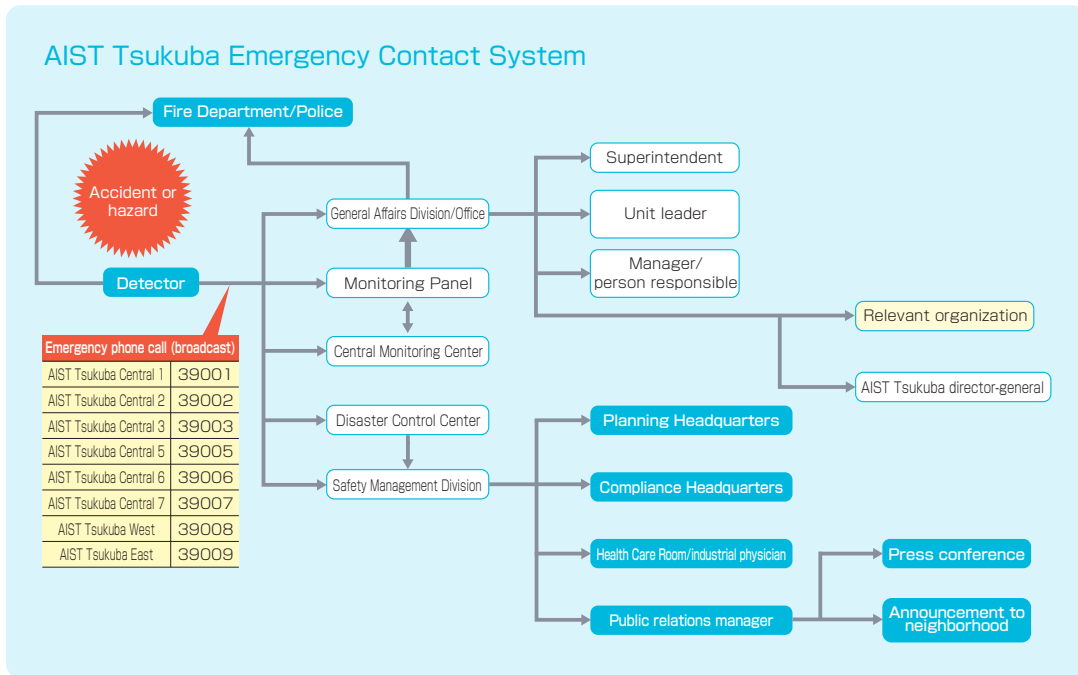 AIST Tsukuba Emergency Contact System
Fire Department/Police
Accident or
hazard
Detector
Emergency phone call (broadcast)
AIST Tsukuba Central 1 39001
AIST Tsukuba Central 2 39002
AIST Tsukuba Central 3 39003
AIST Tsukuba Central 5 39005
AIST Tsukuba Central 6 39006
AIST Tsukuba Central 7 39007
AIST Tsukuba West 39008
AIST Tsukuba East 39009
General Affairs Division/Office
Monitoring Panel
Central Monitoring Center
Disaster Control Center
Safety Management Division
Superintendent
Unit leader
Manager/
person responsible
Relevant organization
AIST Tsukuba director-general
Planning Headquarters
Compliance Headquarters
Health Care Room/industrial physician
Public relations manager
Press conference
Announcement to
neighborhood